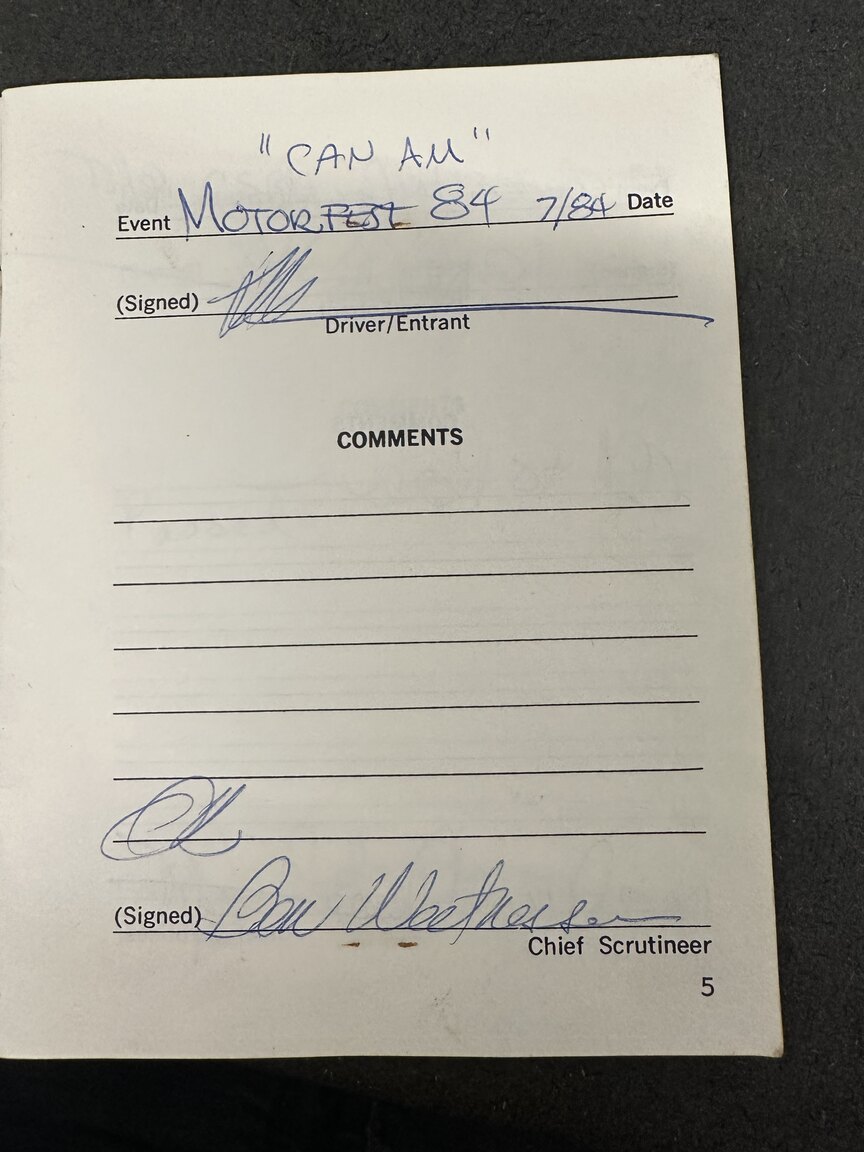 "CAN AM"
Event MOTORFEST 84 7/84 Date
(Signed)
Driver/Entrant
COMMENTS
(Signed)
Chief Scrutineer
5